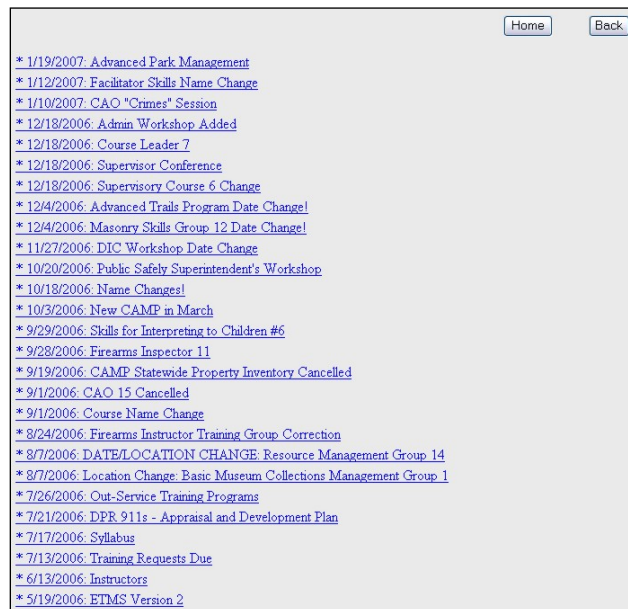 Home Back
* 1/19/2007: Advanced Park Management
* 1/12/2007: Facilitator Skills Name Change
* 1/10/2007: CAO "Crimes" Session
* 12/18/2006: Admin Workshop Added
* 12/18/2006: Course Leader 7
* 12/18/2006: Supervisor Conference
* 12/18/2006: Supervisory Course 6 Change
* 12/4/2006: Advanced Trails Program Date Change!
* 12/4/2006: Masonry Skills Group 12 Date Change!
* 11/27/2006: DIC Workshop Date Change
* 10/20/2006: Public Safely Superintendent's Workshop
* 10/18/2006: Name Changes!
* 10/3/2006: New CAMP in March
* 9/29/2006: Skills for Interpreting to Children #6
* 9/28/2006: Firearms Inspector 11
* 9/19/2006: CAMP Statewide Property Inventory Cancelled
* 9/1/2006: CAO 15 Cancelled
* 9/1/2006: Course Name Change
* 8/24/2006: Firearms Instructor Training Group Correction
* 8/7/2006: DATE/LOCATION CHANGE: Resource Management Group 14
* 8/7/2006: Location Change: Basic Museum Collections Management Group 1
* 7/26/2006: Out-Service Training Programs
* 7/21/2006: DPR 911s - Appraisal and Development Plan
* 7/17/2006: Syllabus
* 7/13/2006: Training Requests Due
* 6/13/2006: Instructors
* 5/19/2006: ETMS Version 2